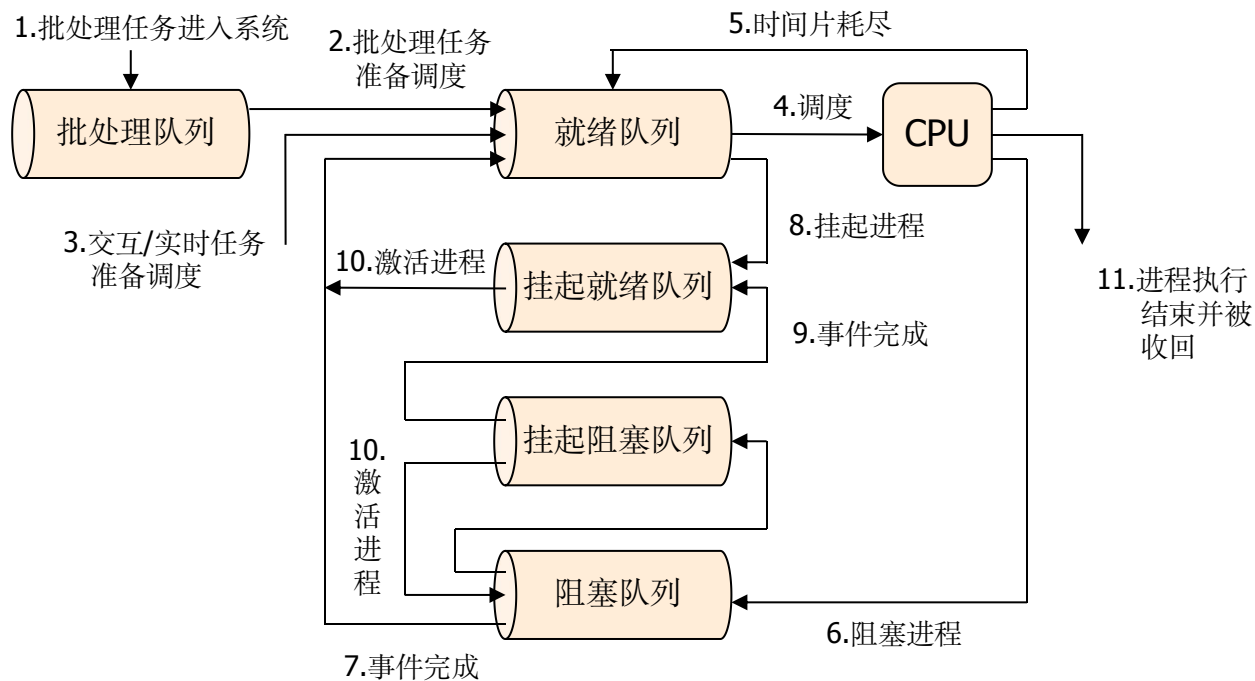 1.批处理任务进入系统
2.批处理任务
准备调度
5.时间片耗尽
批处理队列
就绪队列
4.调度
CPU
3.交互/实时任务
准备调度
8.挂起进程
10.激活进程
挂起就绪队列
11.进程执行
结束并被
收回
9.事件完成
挂起阻塞队列
10.
激
活
进
程
阻塞队列
6.阻塞进程
7.事件完成